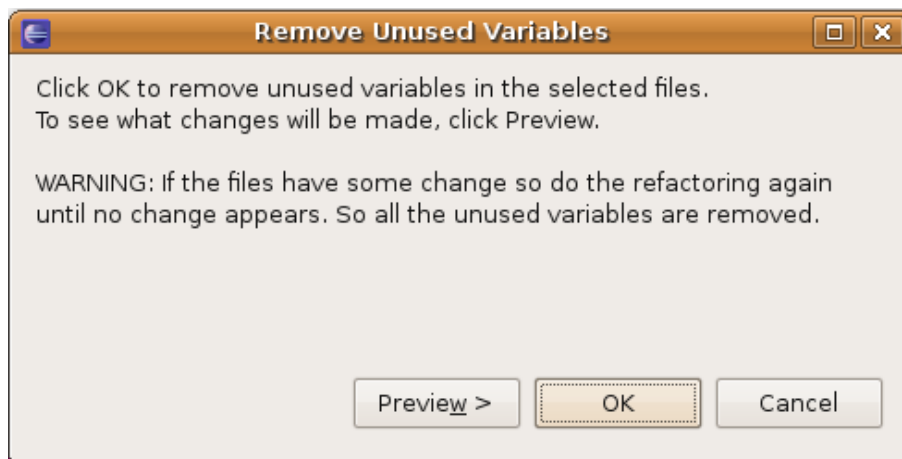 Remove Unused Variables
Click OK to remove unused variables in the selected files.
To see what changes will be made, click Preview.
WARNING: If the files have some change so do the refactoring again
until no change appears. So all the unused variables are removed.
Preview > OK Cancel